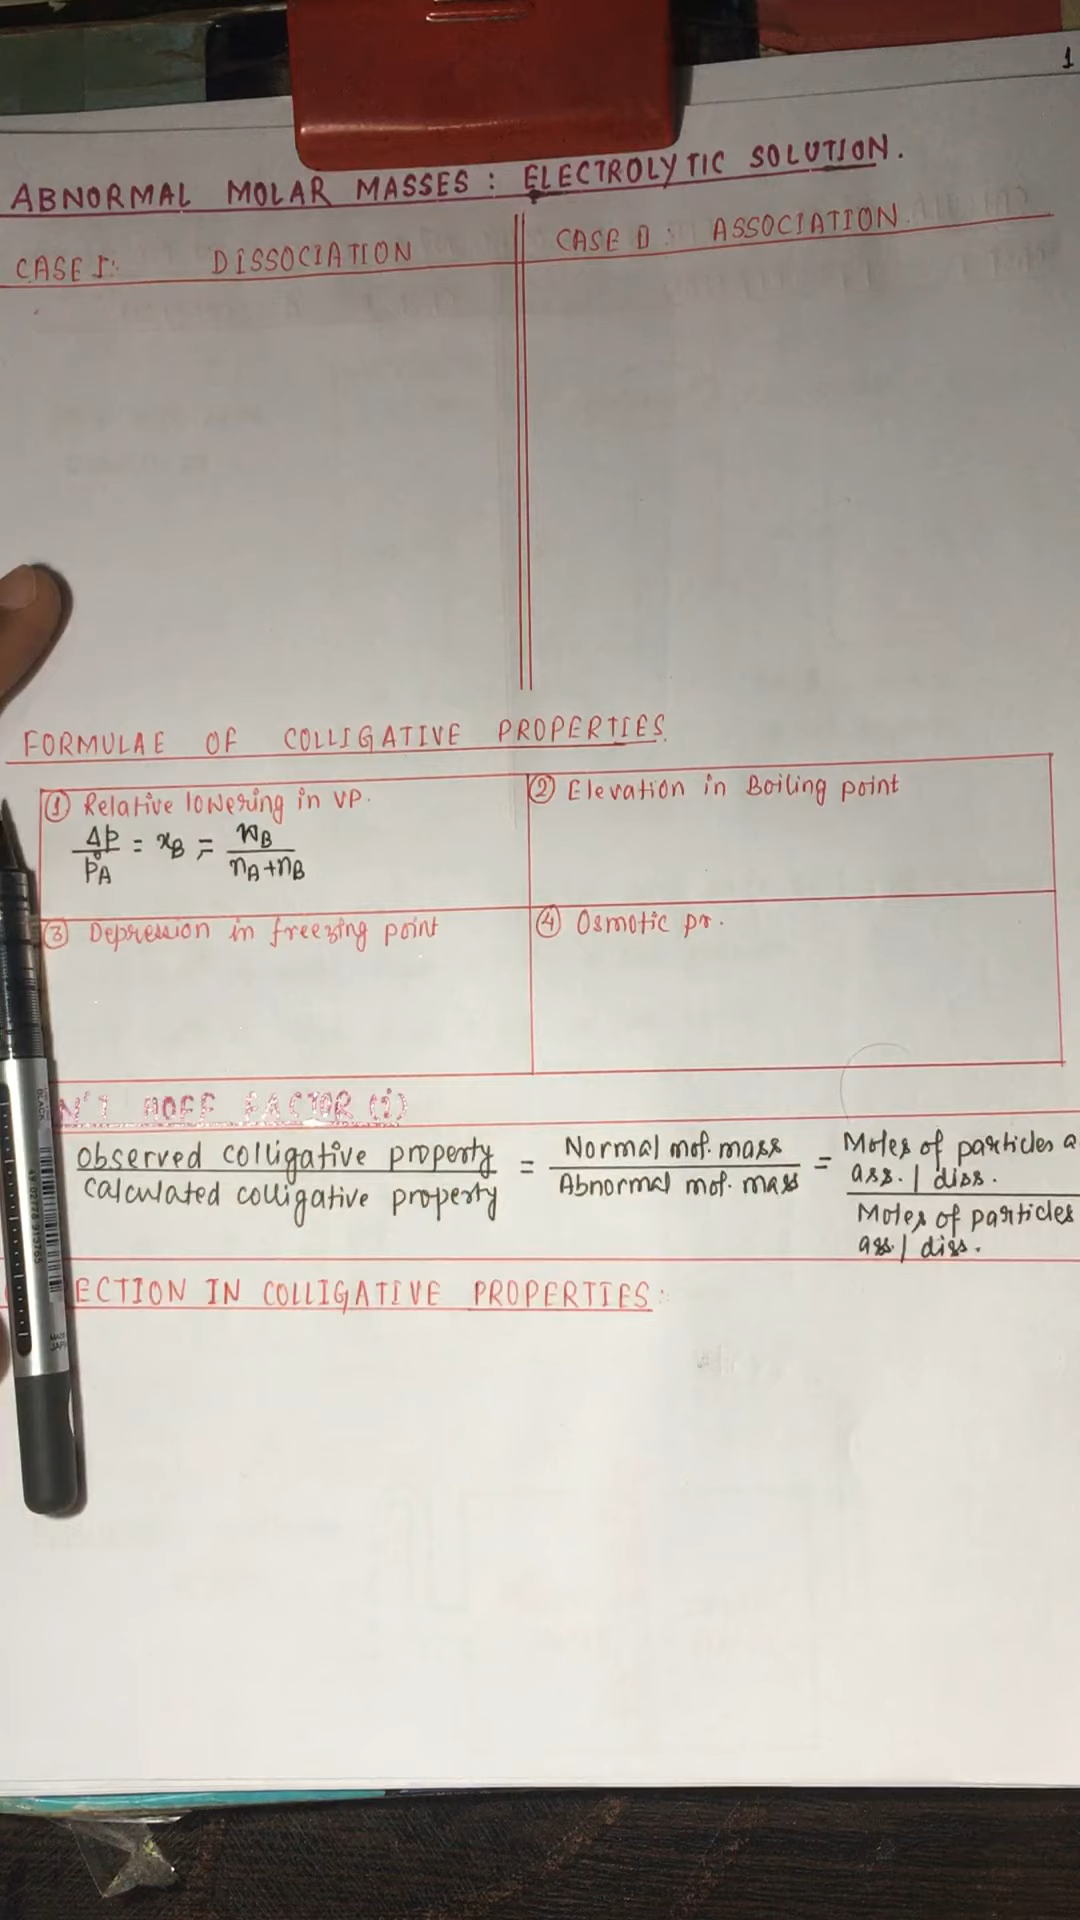 1
ABNORMAL MOLAR MASSES : ELECTROLYTIC SOLUTION.
CASE I: DISSOCIATION
CASE II : ASSOCIATION
FORMULAE OF COLLIGATIVE PROPERTIES
① Relative lowering in VP.
Δp/p°A = xB = nB/nA+nB
② Elevation in Boiling point
③ Depression in freezing point
④ Osmotic pr.
N'T HOFF FACTOR (i)
observed colligative property / calculated colligative property = Normal mol. mass / Abnormal mol. mass = Moles of particles a
ass. / diss.
Moles of particles
ass. / diss.
ECTION IN COLLIGATIVE PROPERTIES:
BLACK